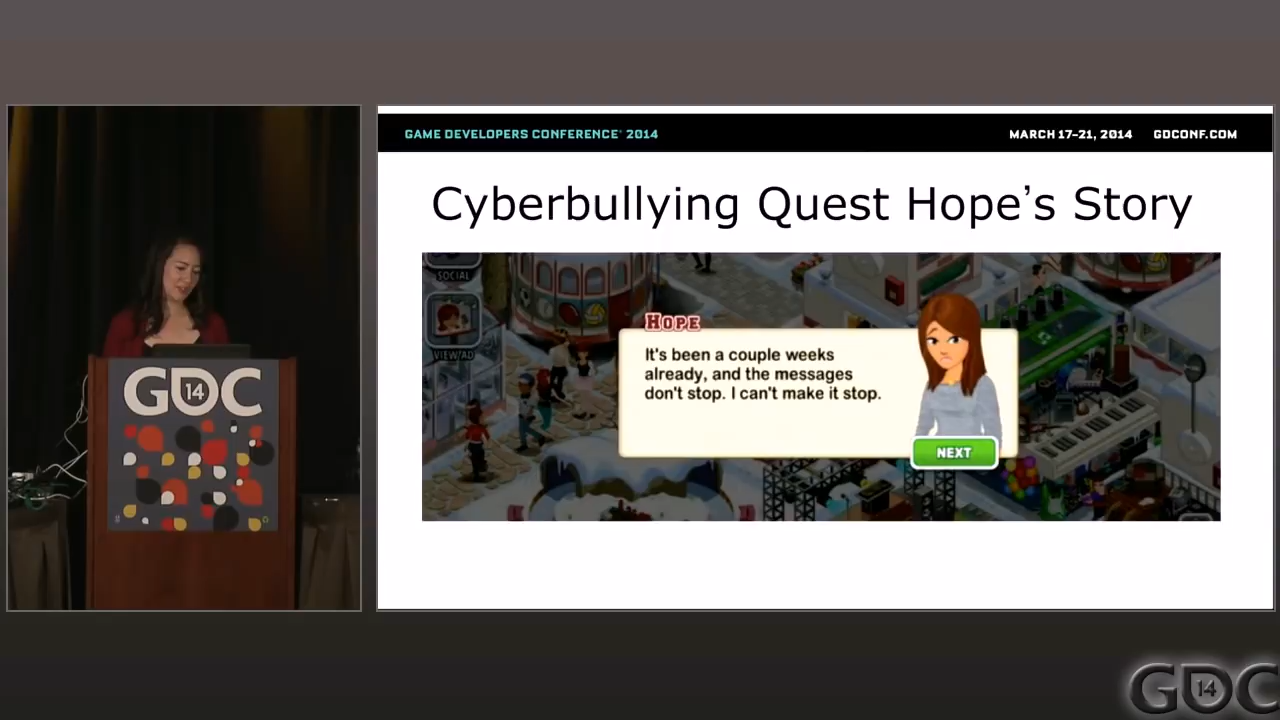 GAME DEVELOPERS CONFERENCE® 2014
MARCH 17–21, 2014 GDCONF.COM
Cyberbullying Quest Hope’s Story
SOCIAL
VIEW AD
HOPE
It's been a couple weeks
already, and the messages
don't stop. I can't make it stop.
NEXT
GDC
14
GDC
14